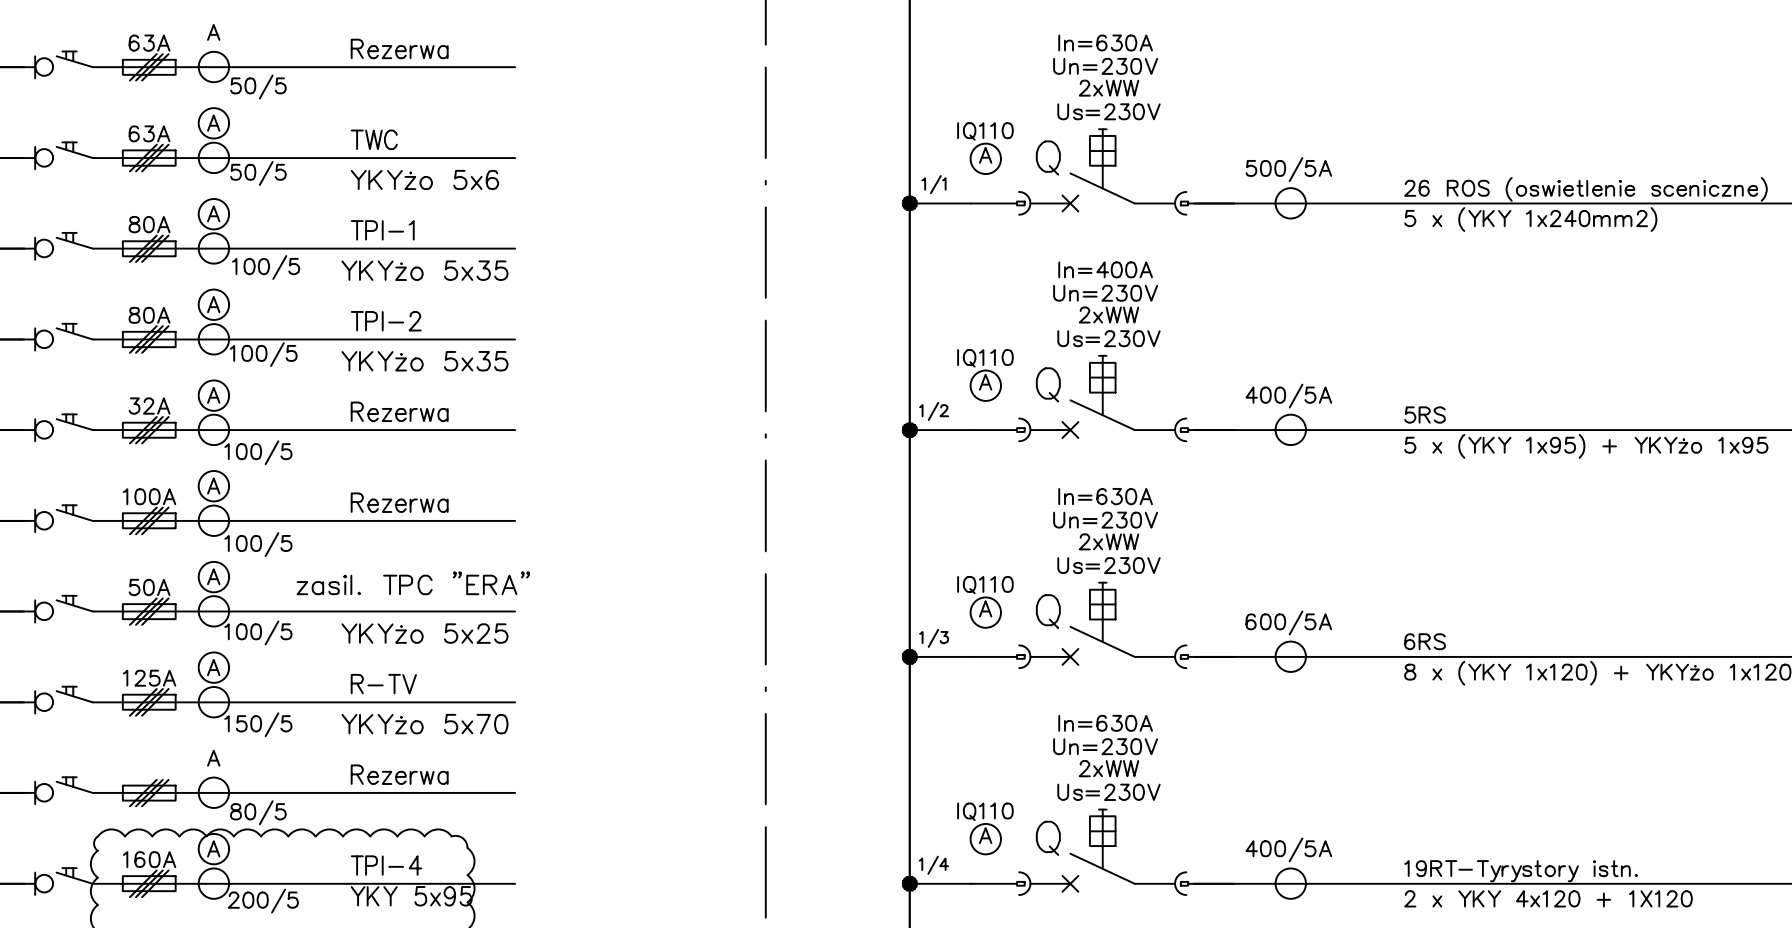 63A A Rezerwa
50/5
A
63A TWC
50/5 YKYżo 5x6
A
80A TPI-1
100/5 YKYżo 5x35
A
80A TPI-2
100/5 YKYżo 5x35
A
32A Rezerwa
100/5
A
100A Rezerwa
100/5
A
50A zasil. TPC "ERA"
100/5 YKYżo 5x25
A
125A R-TV
150/5 YKYżo 5x70
A
Rezerwa
80/5
A
160A TPI-4
200/5 YKY 5x95
In=630A
Un=230V
2xWW
Us=230V
IQ110
A Q
1/1 500/5A 26 ROS (oswietlenie sceniczne)
5 x (YKY 1x240mm2)
In=400A
Un=230V
2xWW
Us=230V
IQ110
A Q
1/2 400/5A 5RS
5 x (YKY 1x95) + YKYżo 1x95
In=630A
Un=230V
2xWW
Us=230V
IQ110
A Q
1/3 600/5A 6RS
8 x (YKY 1x120) + YKYżo 1x120
In=630A
Un=230V
2xWW
Us=230V
IQ110
A Q
1/4 400/5A 19RT-Tyrystory istn.
2 x YKY 4x120 + 1X120